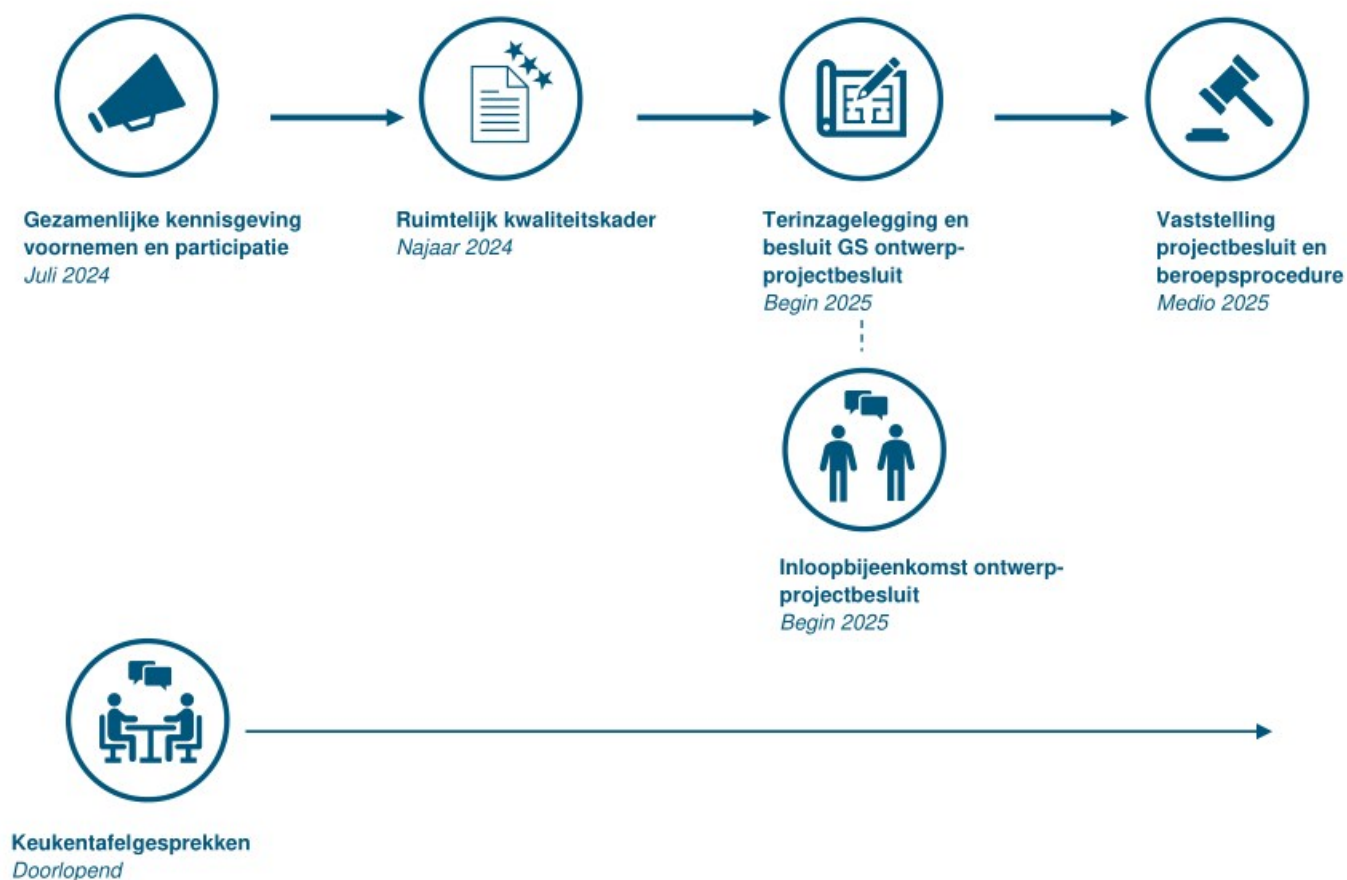 Gezamenlijke kennisgeving
voornemen en participatie
Juli 2024
Ruimtelijk kwaliteitskader
Najaar 2024
Terinzagelegging en
besluit GS ontwerp-
projectbesluit
Begin 2025
Vaststelling
projectbesluit en
beroepsprocedure
Medio 2025
Inloopbijeenkomst ontwerp-
projectbesluit
Begin 2025
Keukentafelgesprekken
Doorlopend